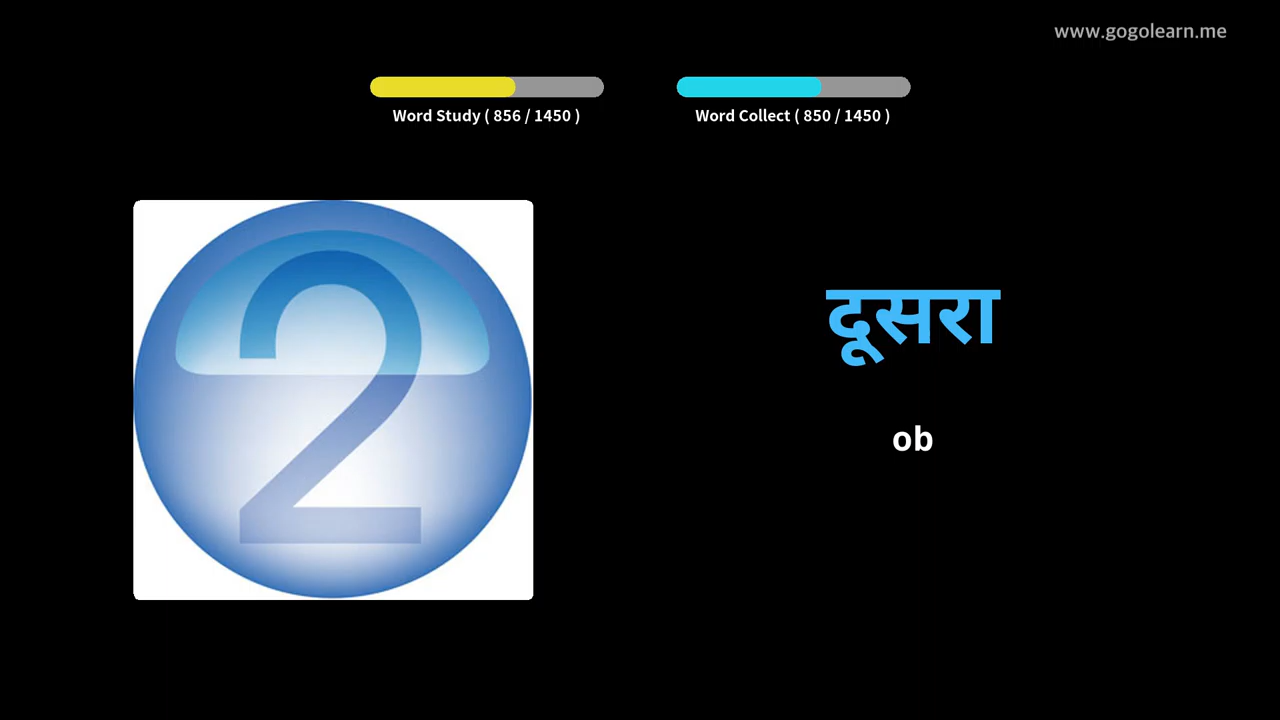 www.gogolearn.me
Word Study ( 856 / 1450 )
Word Collect ( 850 / 1450 )
2
दूसरा
ob